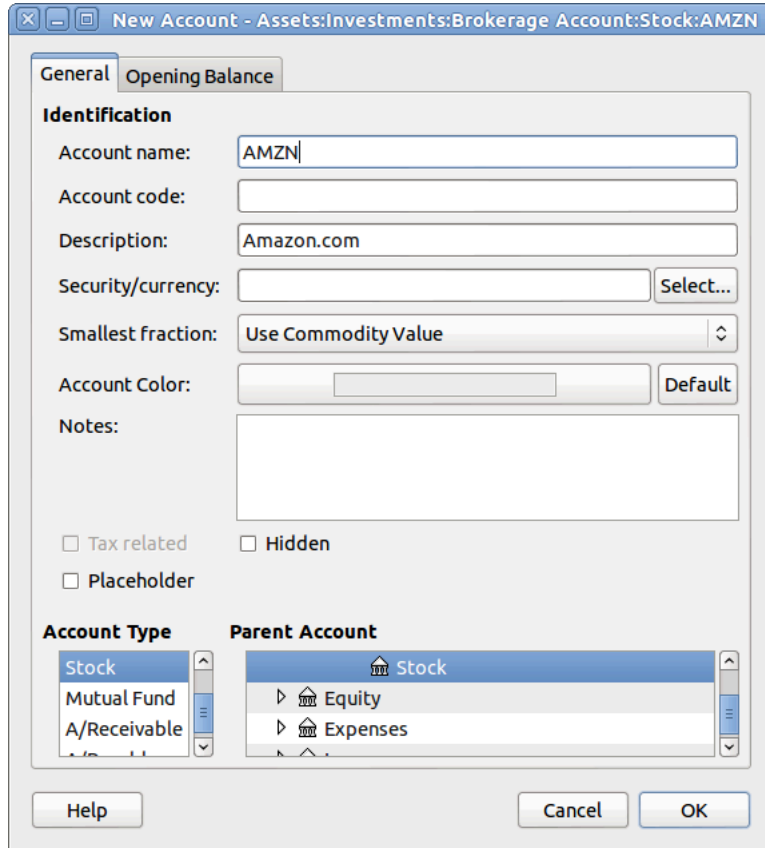 New Account - Assets:Investments:Brokerage Account:Stock:AMZN
General Opening Balance
Identification
Account name: AMZN
Account code:
Description: Amazon.com
Security/currency: Select...
Smallest fraction: Use Commodity Value
Account Color: Default
Notes:
Tax related Hidden
Placeholder
Account Type Parent Account
Stock Stock
Mutual Fund Equity
A/Receivable Expenses
Help Cancel OK